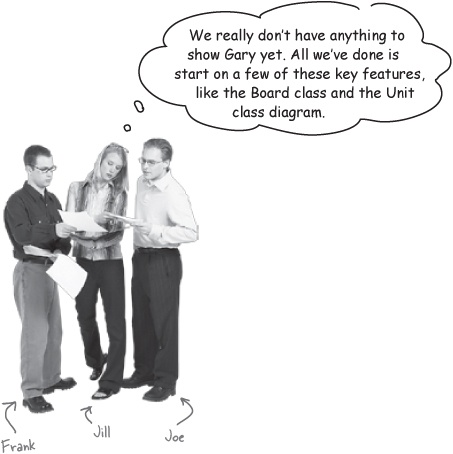 We really don't have anything to
show Gary yet. All we've done is
start on a few of these key features,
like the Board class and the Unit
class diagram.
Frank
Jill
Joe